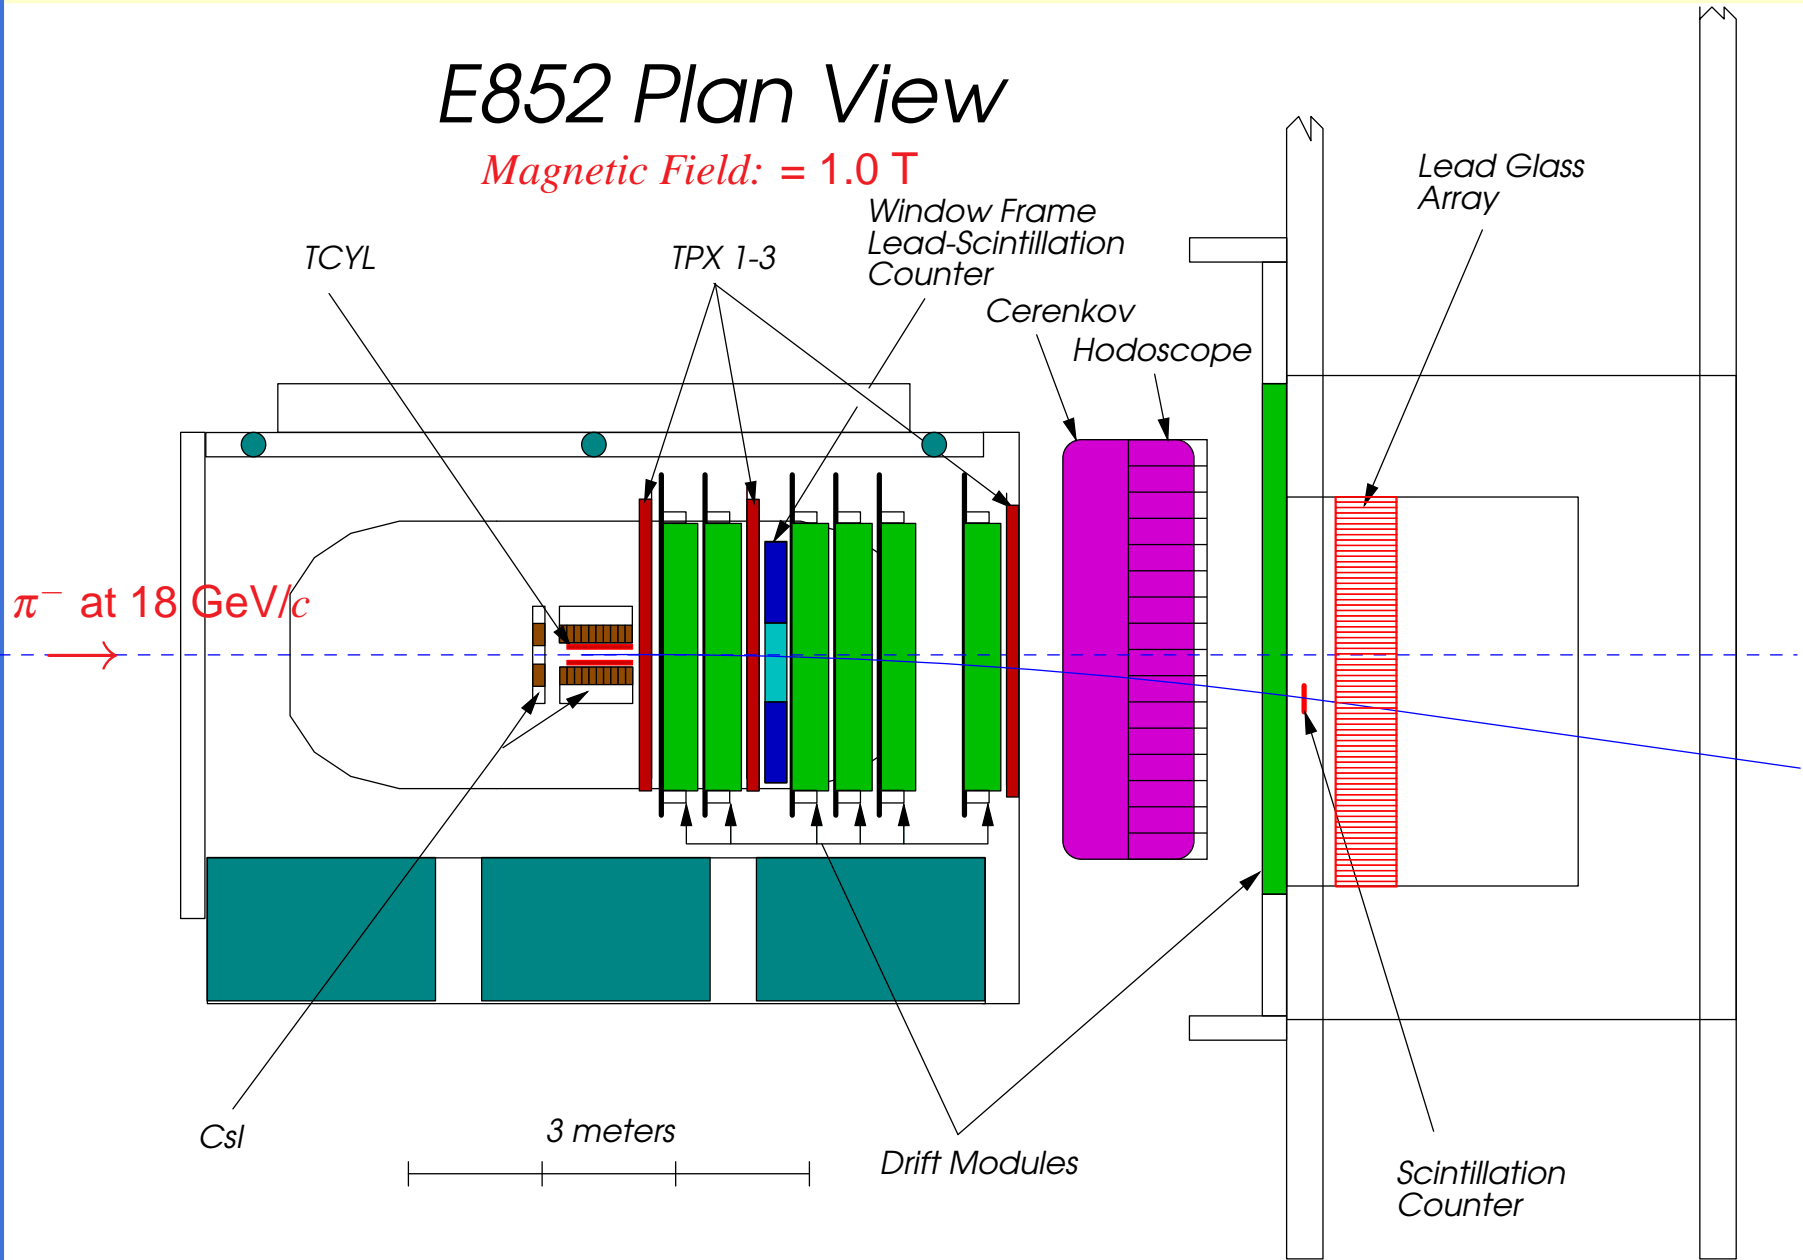 E852 Plan View
Magnetic Field: = 1.0 T
Lead Glass
Array
Window Frame
Lead-Scintillation
Counter
TCYL
TPX 1-3
Cerenkov
Hodoscope
π⁻ at 18 GeV/c
CsI
3 meters
Drift Modules
Scintillation
Counter